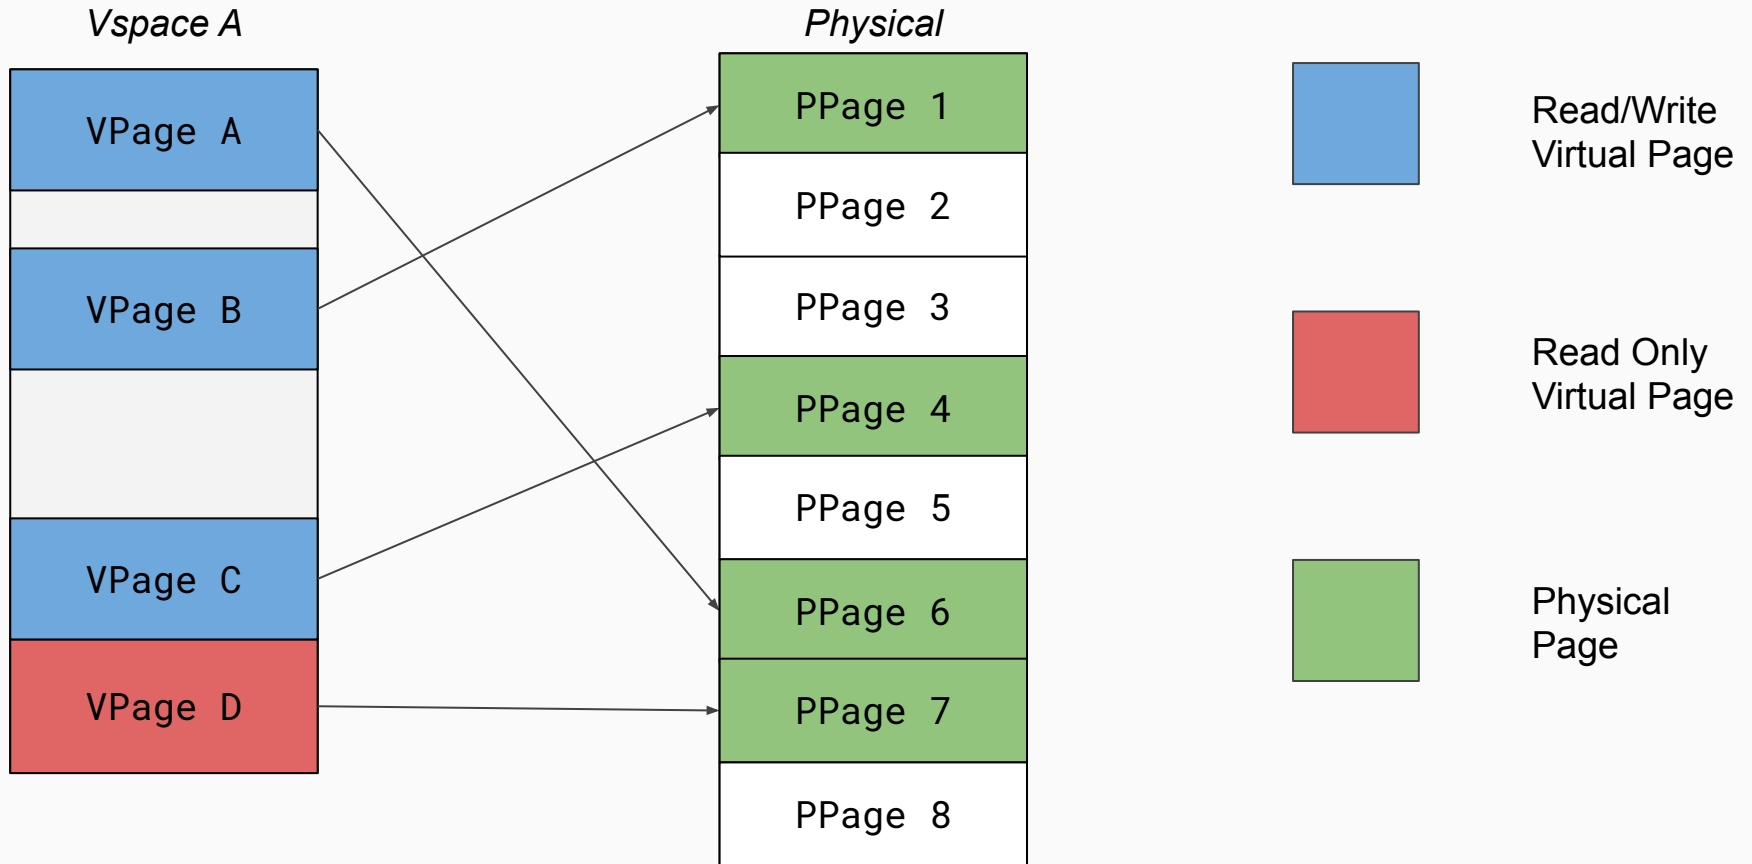 Vspace A
VPage A
VPage B
VPage C
VPage D
Physical
PPage 1
PPage 2
PPage 3
PPage 4
PPage 5
PPage 6
PPage 7
PPage 8
Read/Write
Virtual Page
Read Only
Virtual Page
Physical
Page